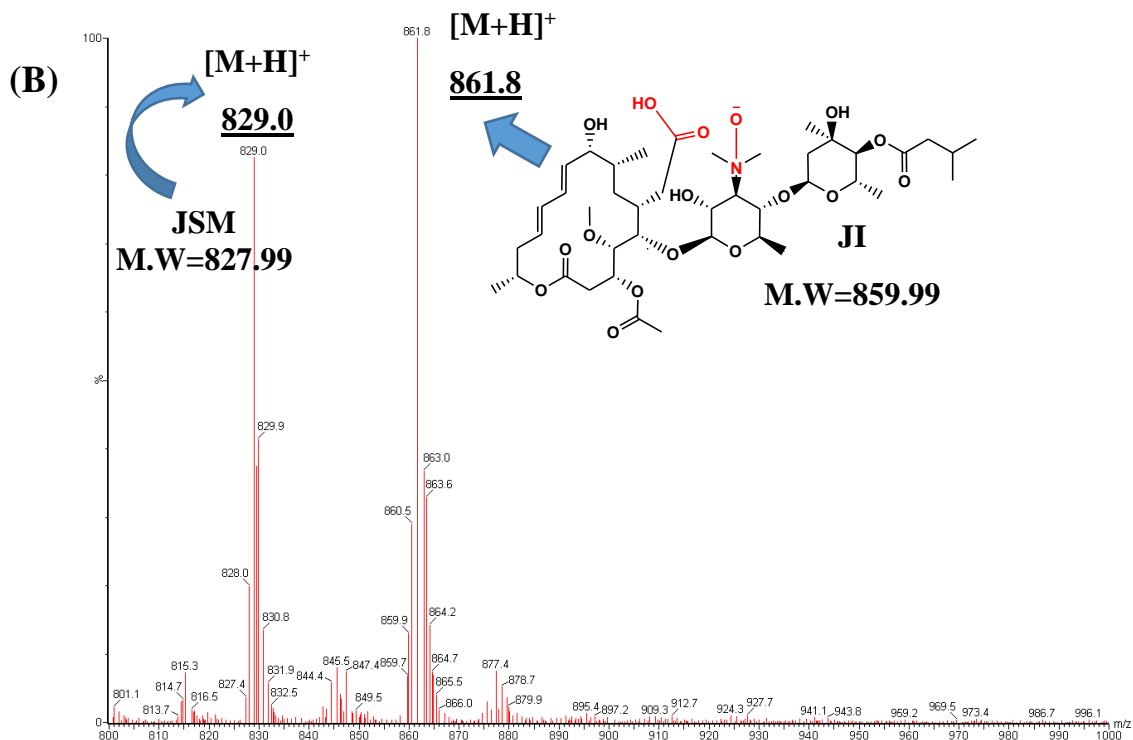 (B)
[M+H]+
829.0
JSM
M.W=827.99
[M+H]+
861.8
HO
O
O
−
N
OH
HO
O
O
O
O
O
O
O
O
O
O
OH
O
O
JI
M.W=859.99
100
%
0
801.1
813.7
814.7
815.3
816.5
827.4
828.0
829.0
829.9
830.8
831.9
832.5
844.4
845.5
847.4
849.5
859.7
859.9
860.5
861.8
863.0
863.6
864.2
864.7
865.5
866.0
877.4
878.7
879.9
895.4
897.2
909.3
912.7
924.3
927.7
941.1
943.8
959.2
969.5
973.4
986.7
996.1
800 810 820 830 840 850 860 870 880 890 900 910 920 930 940 950 960 970 980 990 1000 m/z